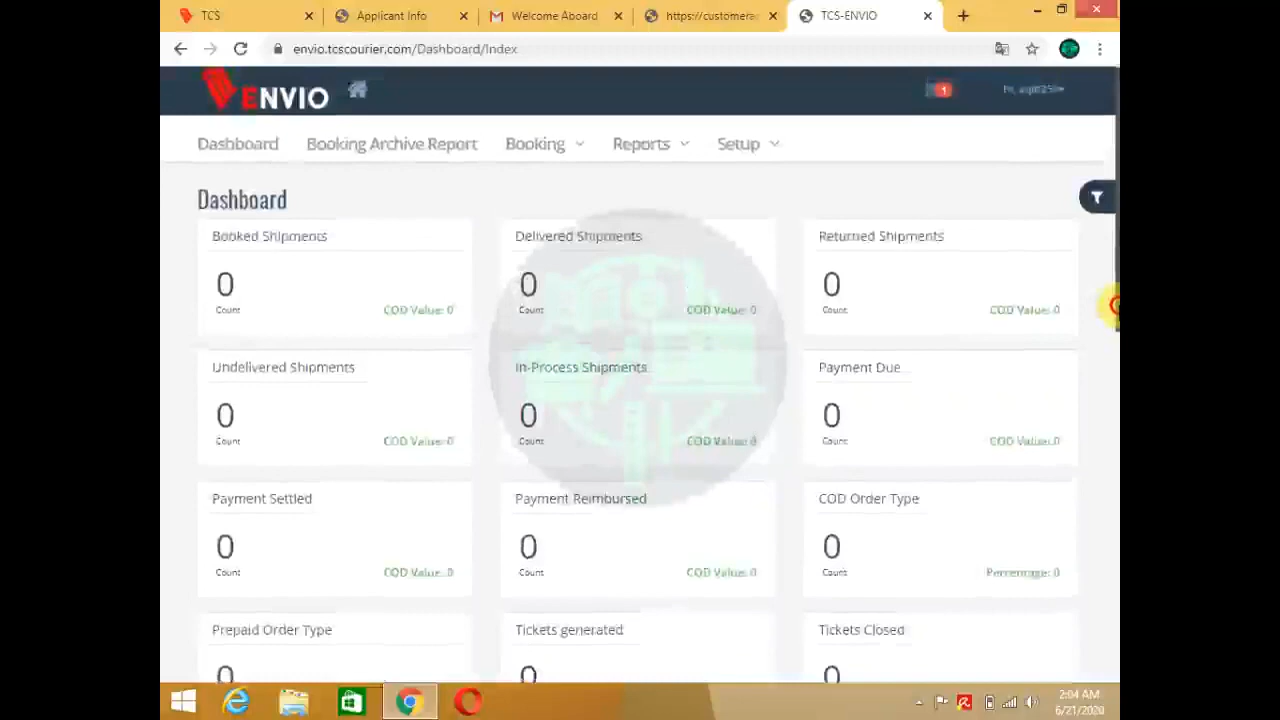 TCS
Applicant Info
Welcome Aboard
https://customera
TCS-ENVIO
envio.tcscourier.com/Dashboard/Index
ENVIO
1
Dashboard
Booking Archive Report
Booking
Reports
Setup
Dashboard
Booked Shipments
Delivered Shipments
Returned Shipments
0
0
0
Count
COD Value: 0
Count
COD Value: 0
Count
COD Value: 0
Undelivered Shipments
In-Process Shipments
Payment Due
0
0
0
Count
COD Value: 0
Count
COD Value: 0
Count
COD Value: 0
Payment Settled
Payment Reimbursed
COD Order Type
0
0
0
Count
COD Value: 0
Count
COD Value: 0
Count
Percentage: 0
Prepaid Order Type
Tickets generated
Tickets Closed
0
0
0
2:04 AM
6/21/2020